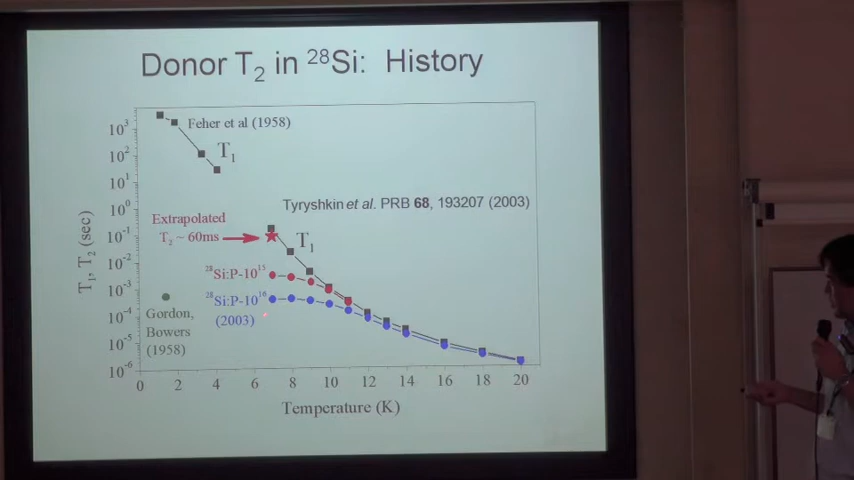 Donor T₂ in ²⁸Si: History
10³
10²
10¹
10⁰
10⁻¹
10⁻²
10⁻³
10⁻⁴
10⁻⁵
10⁻⁶
T₁, T₂ (sec)
Feher et al (1958)
T₁
Tyryshkin et al. PRB 68, 193207 (2003)
Extrapolated
T₂ ~ 60ms
T₁
²⁸Si:P-10¹⁵
²⁸Si:P-10¹⁶
(2003)
Gordon,
Bowers
(1958)
0 2 4 6 8 10 12 14 16 18 20
Temperature (K)